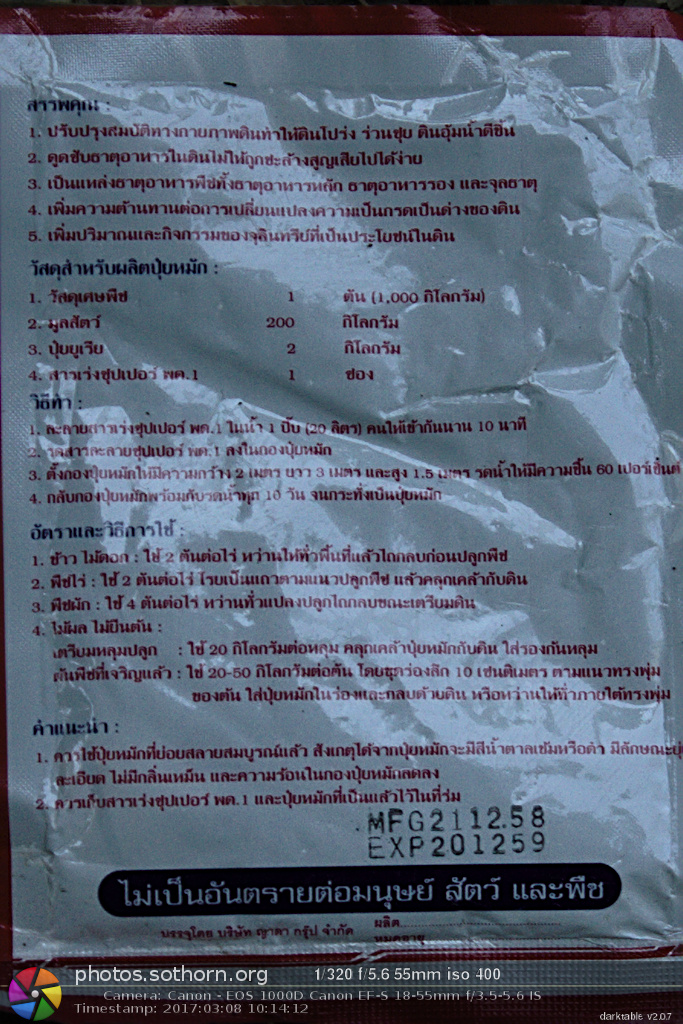 สรรพคุณ :
1. ปรับปรุงสมบัติทางกายภาพดินทำให้ดินโปร่ง ร่วนซุย ดินอุ้มน้ำดีขึ้น
2. ดูดซับธาตุอาหารในดินไม่ให้ถูกชะล้างสูญเสียไปได้ง่าย
3. เป็นแหล่งธาตุอาหารพืชทั้งธาตุอาหารหลัก ธาตุอาหารรอง และจุลธาตุ
4. เพิ่มความต้านทานต่อการเปลี่ยนแปลงความเป็นกรดเป็นด่างของดิน
5. เพิ่มปริมาณและกิจกรรมของจุลินทรีย์ที่เป็นประโยชน์ในดิน
วัสดุสำหรับผลิตปุ๋ยหมัก :
1. วัสดุเศษพืช 1 ตัน (1,000 กิโลกรัม)
2. มูลสัตว์ 200 กิโลกรัม
3. ปุ๋ยยูเรีย 2 กิโลกรัม
4. สารเร่งซุปเปอร์ พด.1 1 ซอง
วิธีทำ :
1. ละลายสารเร่งซุปเปอร์ พด.1 ในน้ำ 1 ปี๊บ (20 ลิตร) คนให้เข้ากันนาน 10 นาที
2. รดสารละลายซุปเปอร์ พด.1 ลงในกองปุ๋ยหมัก
3. ตั้งกองปุ๋ยหมักให้มีความกว้าง 2 เมตร ยาว 3 เมตร และสูง 1.5 เมตร รดน้ำให้มีความชื้น 60 เปอร์เซ็นต์
4. กลับกองปุ๋ยหมักพร้อมกับรดน้ำทุก 10 วัน จนกระทั่งเป็นปุ๋ยหมัก
อัตราและวิธีการใช้ :
1. ข้าว ไม้ดอก : ใช้ 2 ตันต่อไร่ หว่านให้ทั่วพื้นที่แล้วไถกลบก่อนปลูกพืช
2. พืชไร่ : ใช้ 2 ตันต่อไร่ โรยเป็นแถวตามแนวปลูกพืช แล้วคลุกเคล้ากับดิน
3. พืชผัก : ใช้ 4 ตันต่อไร่ หว่านทั่วแปลงปลูกไถกลบขณะเตรียมดิน
4. ไม้ผล ไม้ยืนต้น :
เตรียมหลุมปลูก : ใช้ 20 กิโลกรัมต่อหลุม คลุกเคล้าปุ๋ยหมักกับดิน ใส่รองก้นหลุม
ต้นพืชที่เจริญแล้ว : ใช้ 20-50 กิโลกรัมต่อต้น โดยขุดร่องลึก 10 เซนติเมตร ตามแนวทรงพุ่ม
ของต้น ใส่ปุ๋ยหมักในร่องและกลบด้วยดิน หรือหว่านให้ทั่วภายใต้ทรงพุ่ม
คำแนะนำ :
1. ควรใช้ปุ๋ยหมักที่ย่อยสลายสมบูรณ์แล้ว สังเกตุได้จากปุ๋ยหมักจะมีสีน้ำตาลเข้มหรือดำ มีลักษณะ
ละเอียด ไม่มีกลิ่นเหม็น และความร้อนในกองปุ๋ยหมักลดลง
2. ควรเก็บสารเร่งซุปเปอร์ พด.1 และปุ๋ยหมักที่เป็นแล้วไว้ในที่ร่ม
MFG211258
EXP201259
ไม่เป็นอันตรายต่อมนุษย์ สัตว์ และพืช
บรรจุโดย บริษัท ญาดา กรุ๊ป จำกัด ผลิต
หมดอายุ
photos.sothorn.org 1/320 f/5.6 55mm iso 400
Camera: Canon - EOS 1000D Canon EF-S 18-55mm f/3.5-5.6 IS
Timestamp: 2017:03:08 10:14:12
darktable v2.0.7